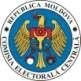 REPUBLICA MOLDOVA
COMISIA ELECTORALĂ CENTRALĂ